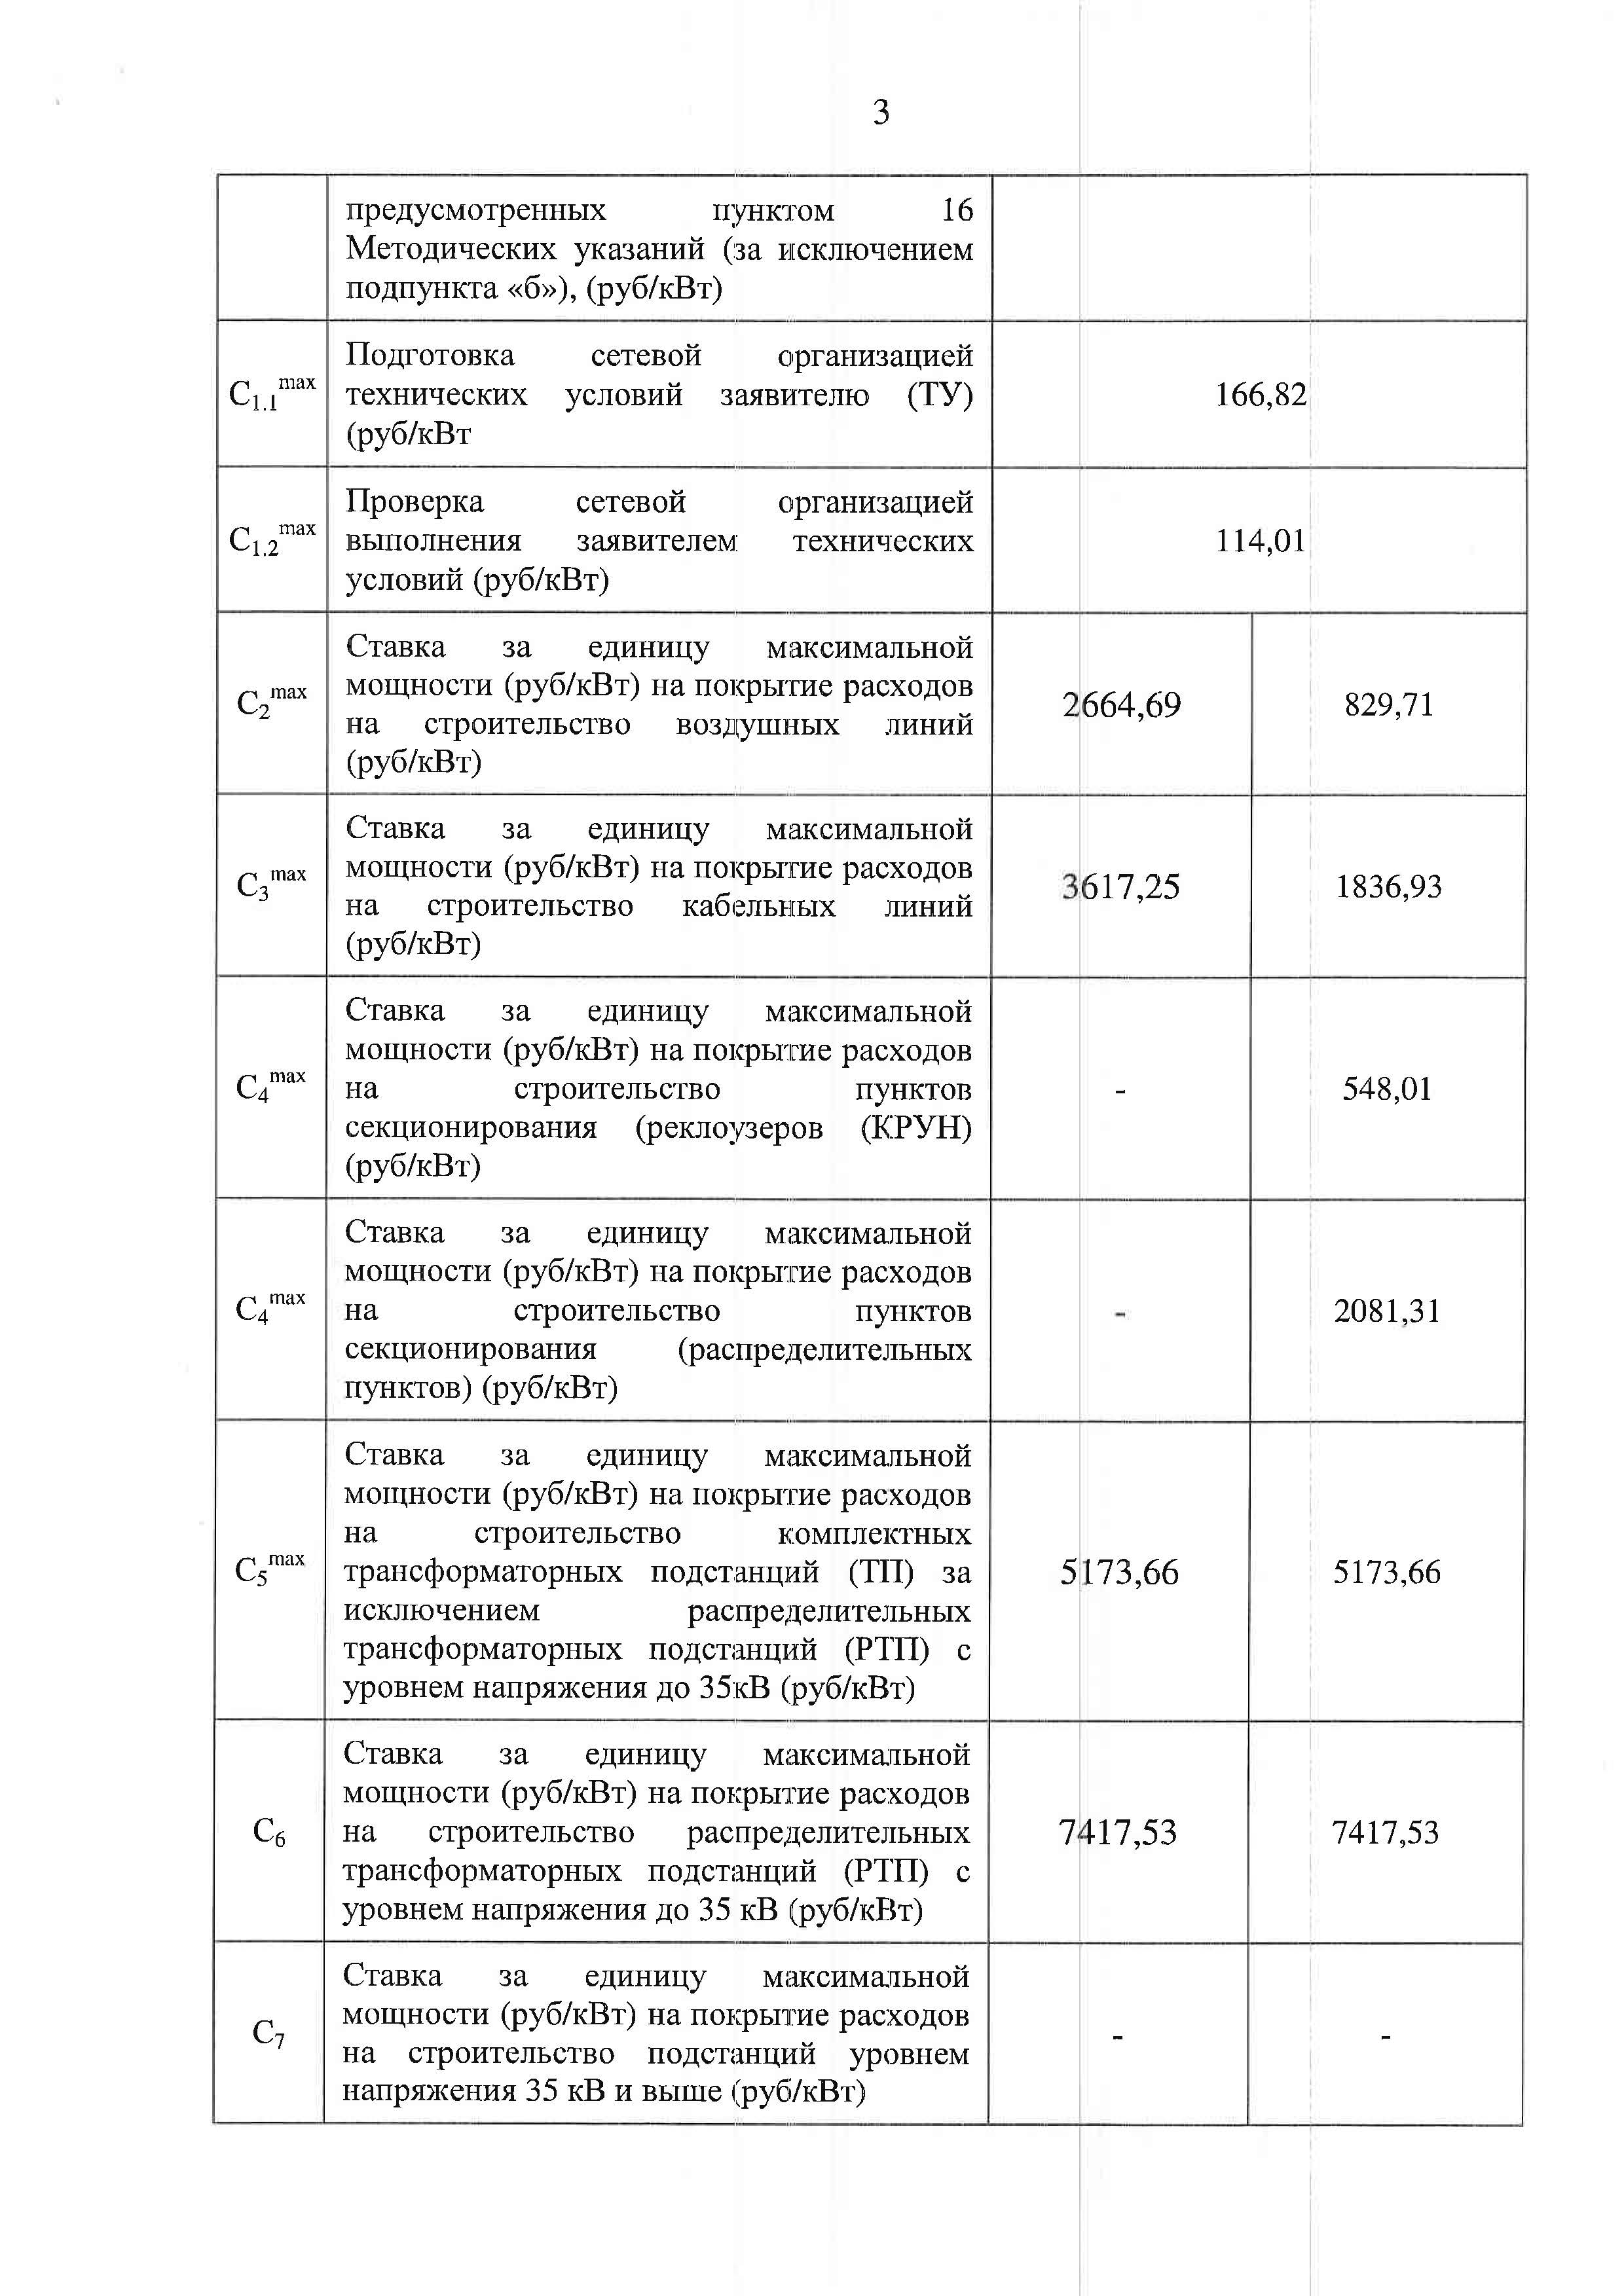 3
предусмотренных пунктом 16
Методических указаний (за исключением
подпункта «б»), (руб/кВт)
Подготовка сетевой организацией
C1.1max технических условий заявителю (ТУ) 166,82
(руб/кВт
Проверка сетевой организацией
C1.2max выполнения заявителем технических 114,01
условий (руб/кВт)
Ставка за единицу максимальной
C2max мощности (руб/кВт) на покрытие расходов 2664,69 829,71
на строительство воздушных линий
(руб/кВт)
Ставка за единицу максимальной
C3max мощности (руб/кВт) на покрытие расходов 3617,25 1836,93
на строительство кабельных линий
(руб/кВт)
Ставка за единицу максимальной
мощности (руб/кВт) на покрытие расходов
C4max на строительство пунктов - 548,01
секционирования (реклоузеров (КРУН)
(руб/кВт)
Ставка за единицу максимальной
мощности (руб/кВт) на покрытие расходов
C4max на строительство пунктов - 2081,31
секционирования (распределительных
пунктов) (руб/кВт)
Ставка за единицу максимальной
мощности (руб/кВт) на покрытие расходов
на строительство комплектных
C5max трансформаторных подстанций (ТП) за 5173,66 5173,66
исключением распределительных
трансформаторных подстанций (РТП) с
уровнем напряжения до 35кВ (руб/кВт)
Ставка за единицу максимальной
мощности (руб/кВт) на покрытие расходов
C6 на строительство распределительных 7417,53 7417,53
трансформаторных подстанций (РТП) с
уровнем напряжения до 35 кВ (руб/кВт)
Ставка за единицу максимальной
мощности (руб/кВт) на покрытие расходов
C7 на строительство подстанций уровнем - -
напряжения 35 кВ и выше (руб/кВт)